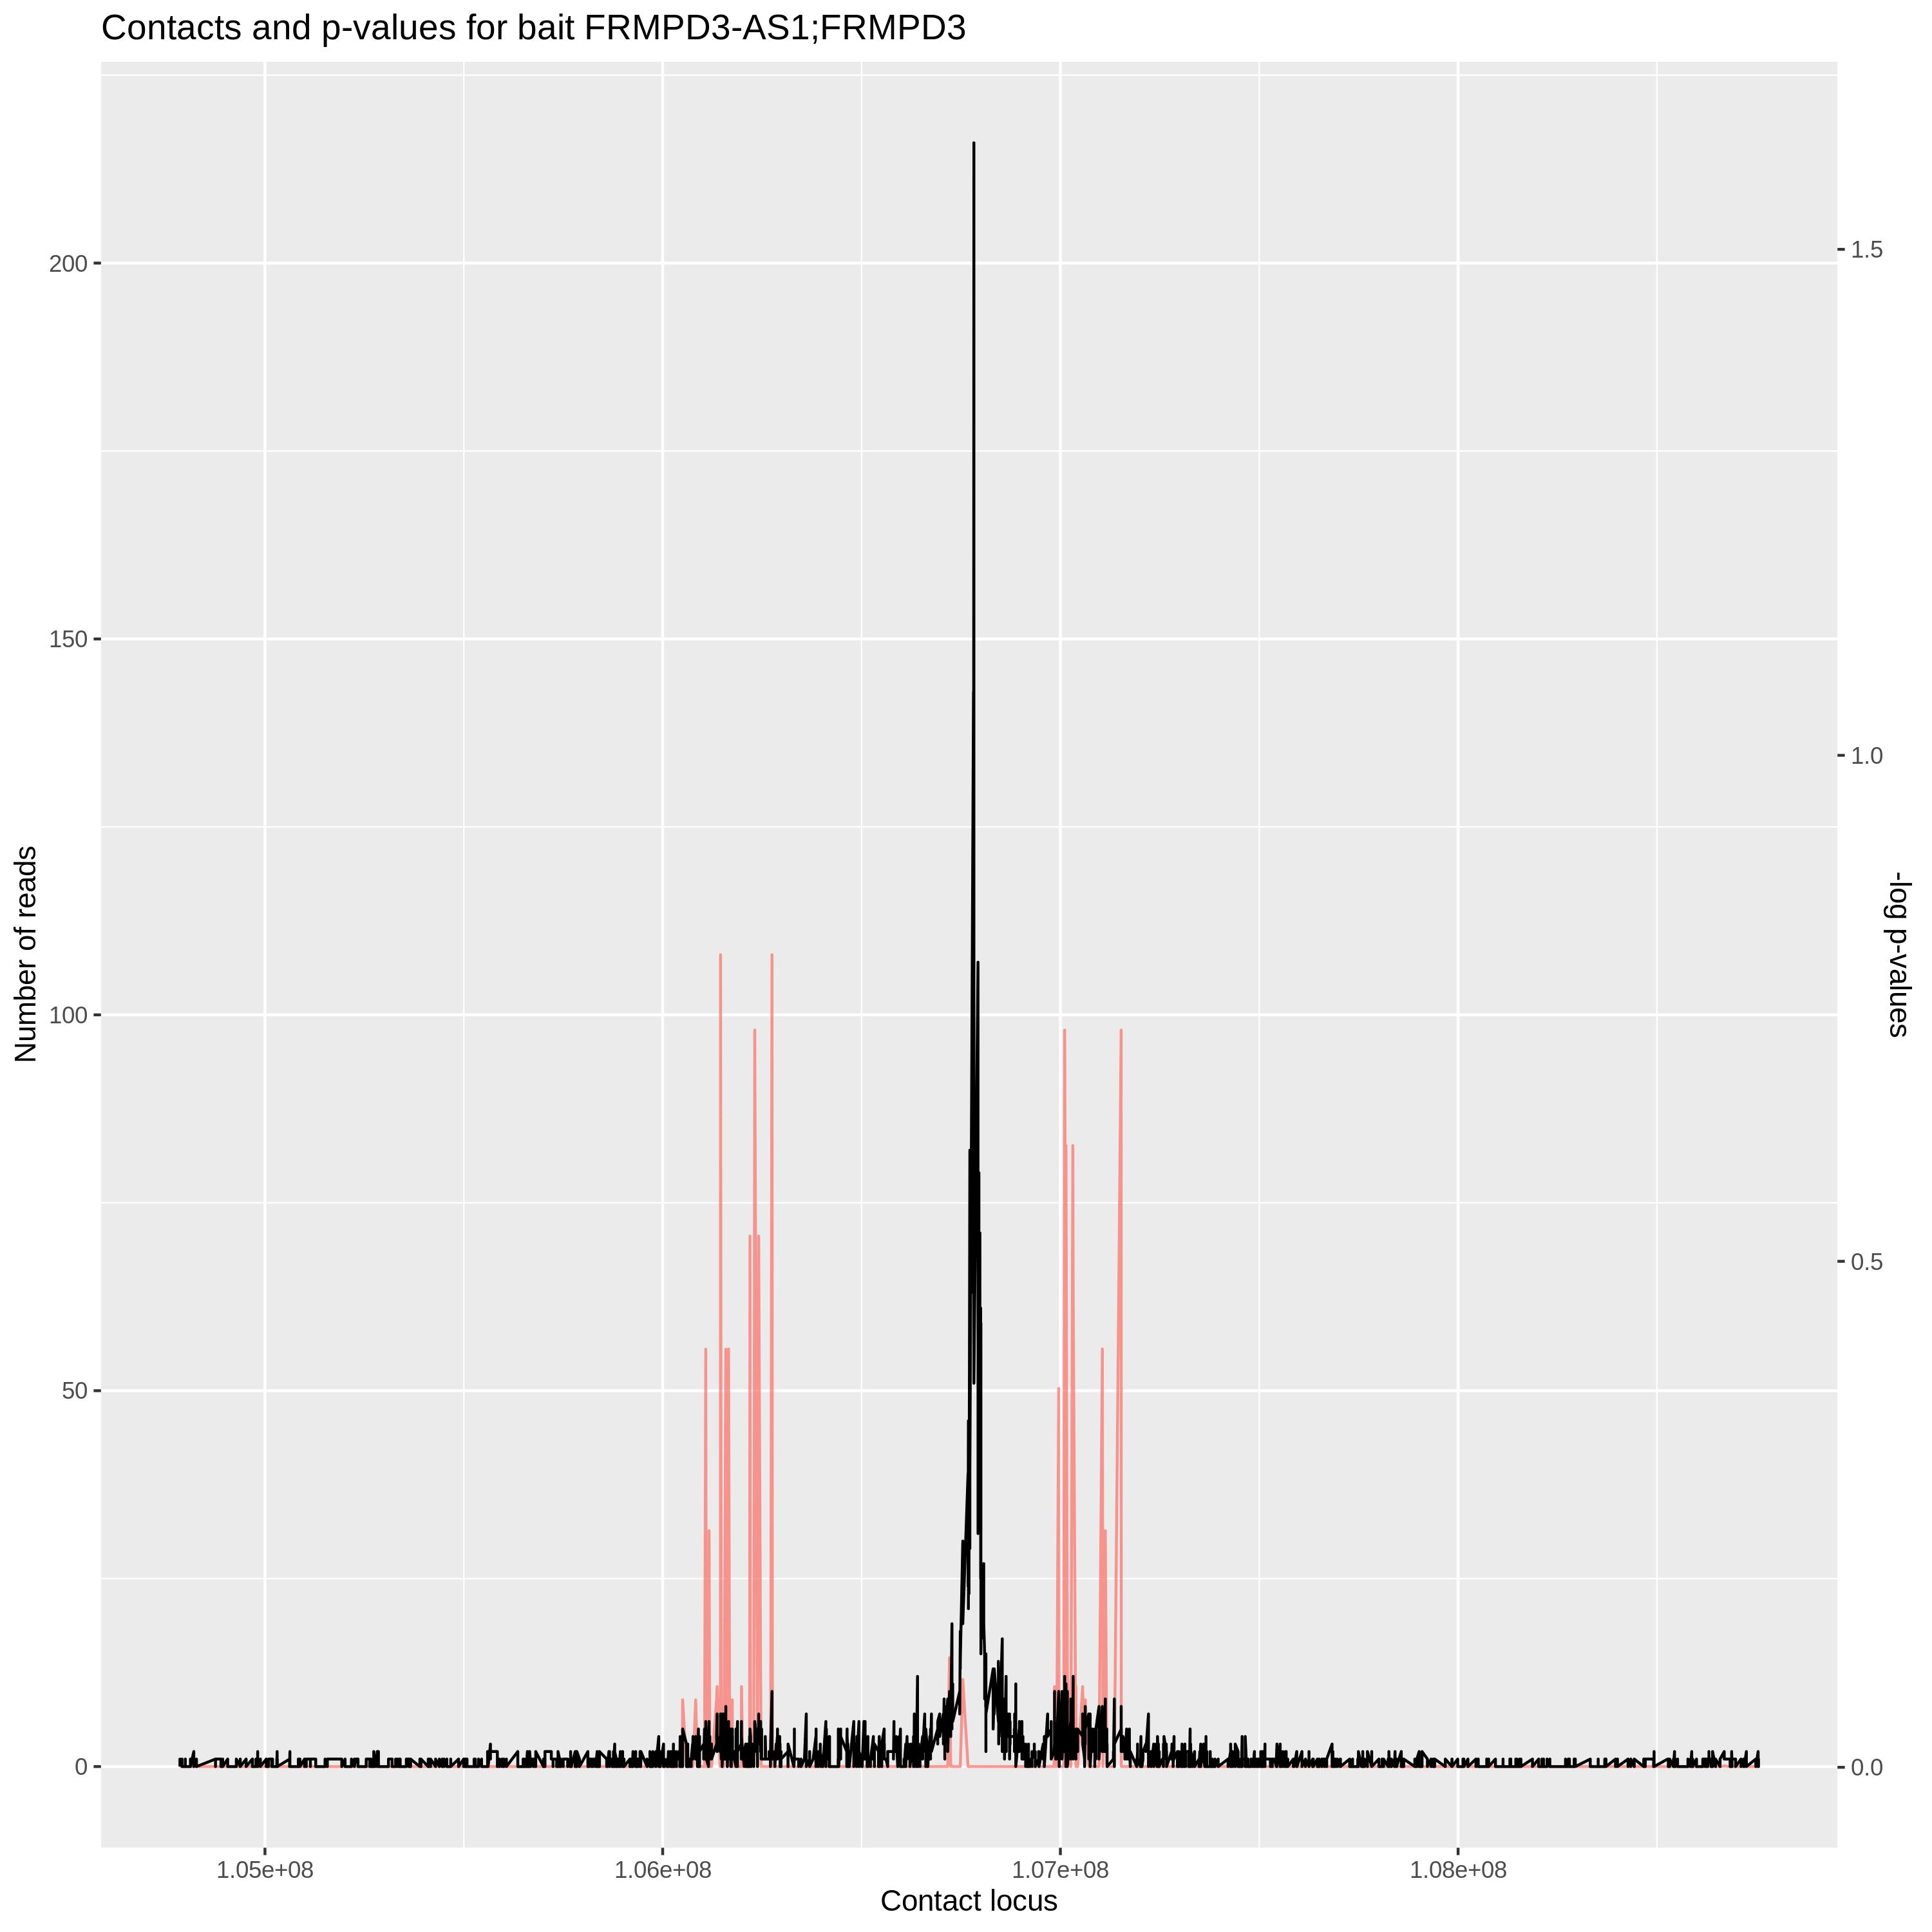 Contacts and p-values for bait FRMPD3-AS1;FRMPD3
Number of reads
200
150
100
50
0
1.5
1.0
0.5
0.0
-log p-values
1.05e+08
1.06e+08
1.07e+08
1.08e+08
Contact locus